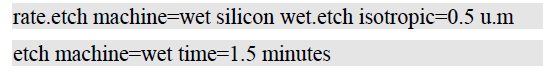 rate.etch machine=wet silicon wet.etch isotropic=0.5 u.m
etch machine=wet time=1.5 minutes